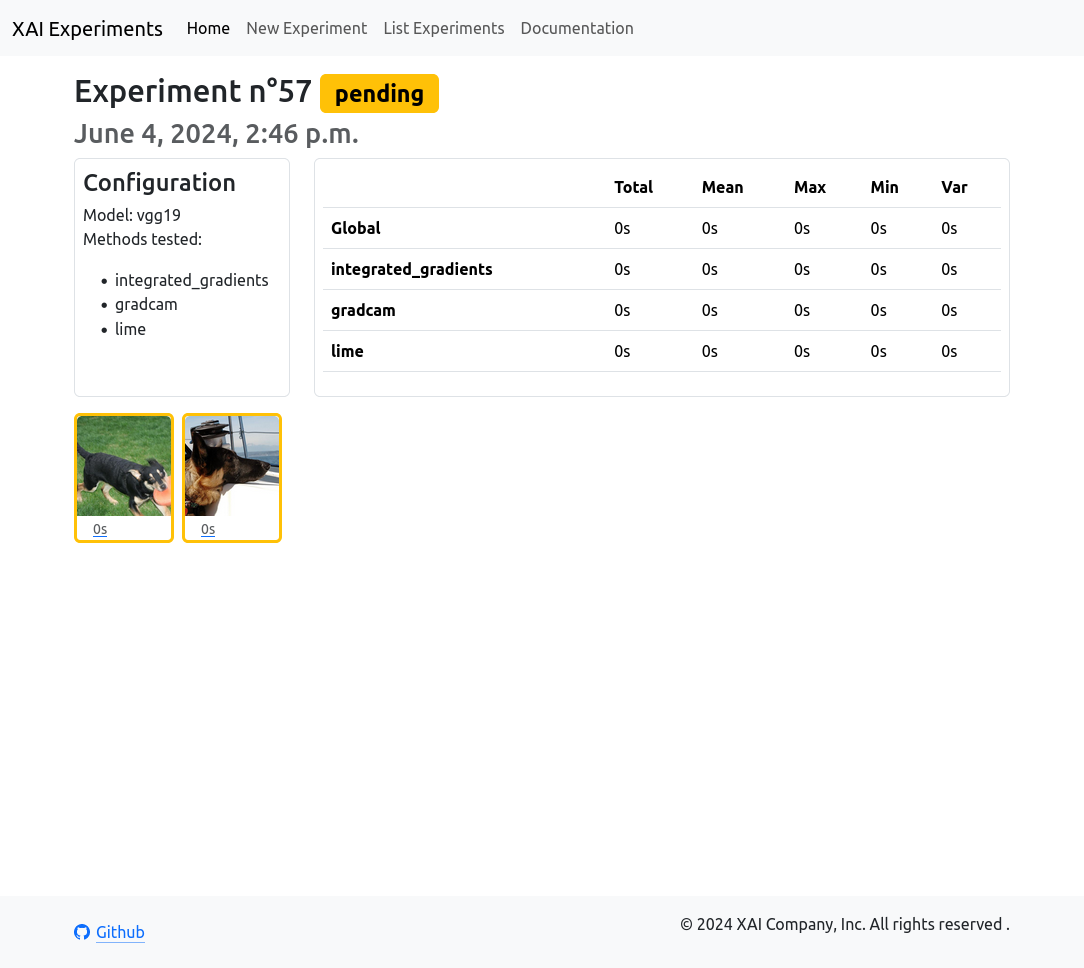 XAI Experiments Home New Experiment List Experiments Documentation
Experiment n°57 pending
June 4, 2024, 2:46 p.m.
Configuration
Model: vgg19
Methods tested:
integrated_gradients
gradcam
lime
Total Mean Max Min Var
Global 0s 0s 0s 0s 0s
integrated_gradients 0s 0s 0s 0s 0s
gradcam 0s 0s 0s 0s 0s
lime 0s 0s 0s 0s 0s
0s 0s
Github
© 2024 XAI Company, Inc. All rights reserved .